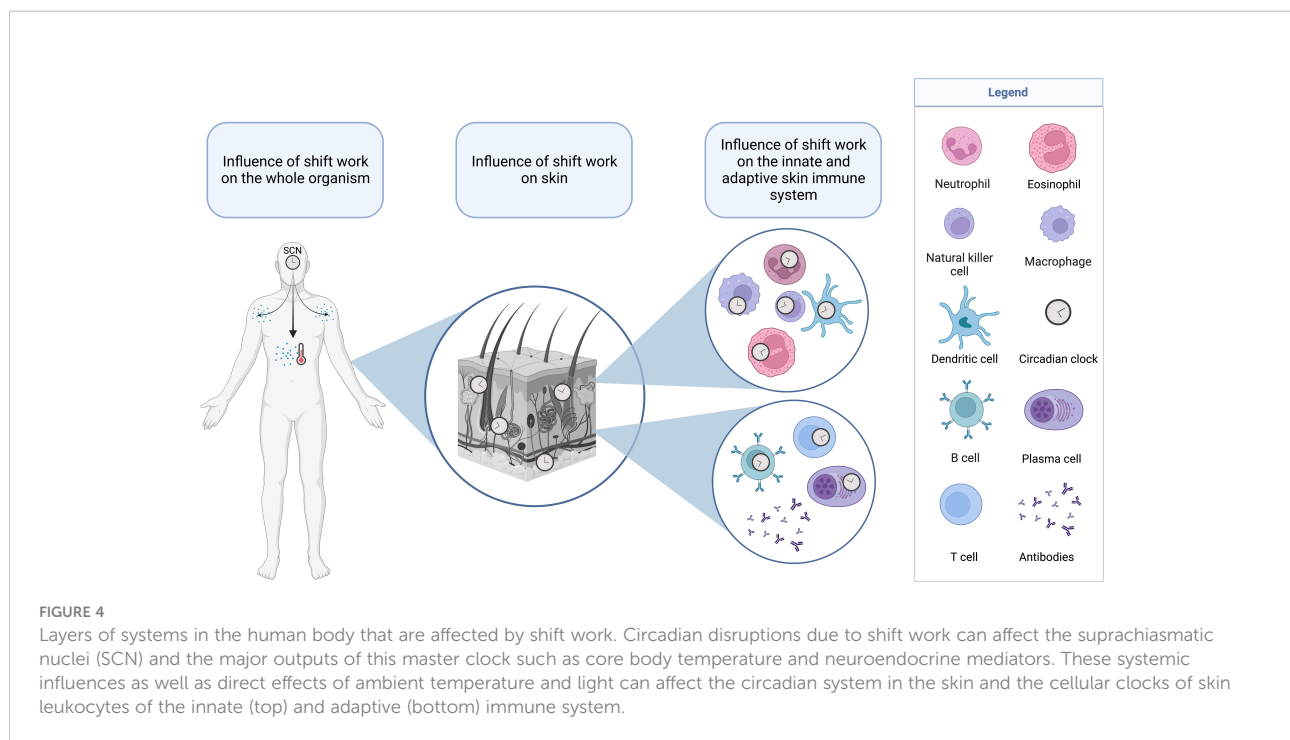 Influence of shift work
on the whole organism
Influence of shift work
on skin
Influence of shift work
on the innate and
adaptive skin immune
system
SCN
Legend
Neutrophil
Eosinophil
Natural killer
cell
Macrophage
Dendritic cell
Circadian clock
B cell
Plasma cell
T cell
Antibodies
FIGURE 4
Layers of systems in the human body that are affected by shift work. Circadian disruptions due to shift work can affect the suprachiasmatic
nuclei (SCN) and the major outputs of this master clock such as core body temperature and neuroendocrine mediators. These systemic
influences as well as direct effects of ambient temperature and light can affect the circadian system in the skin and the cellular clocks of skin
leukocytes of the innate (top) and adaptive (bottom) immune system.